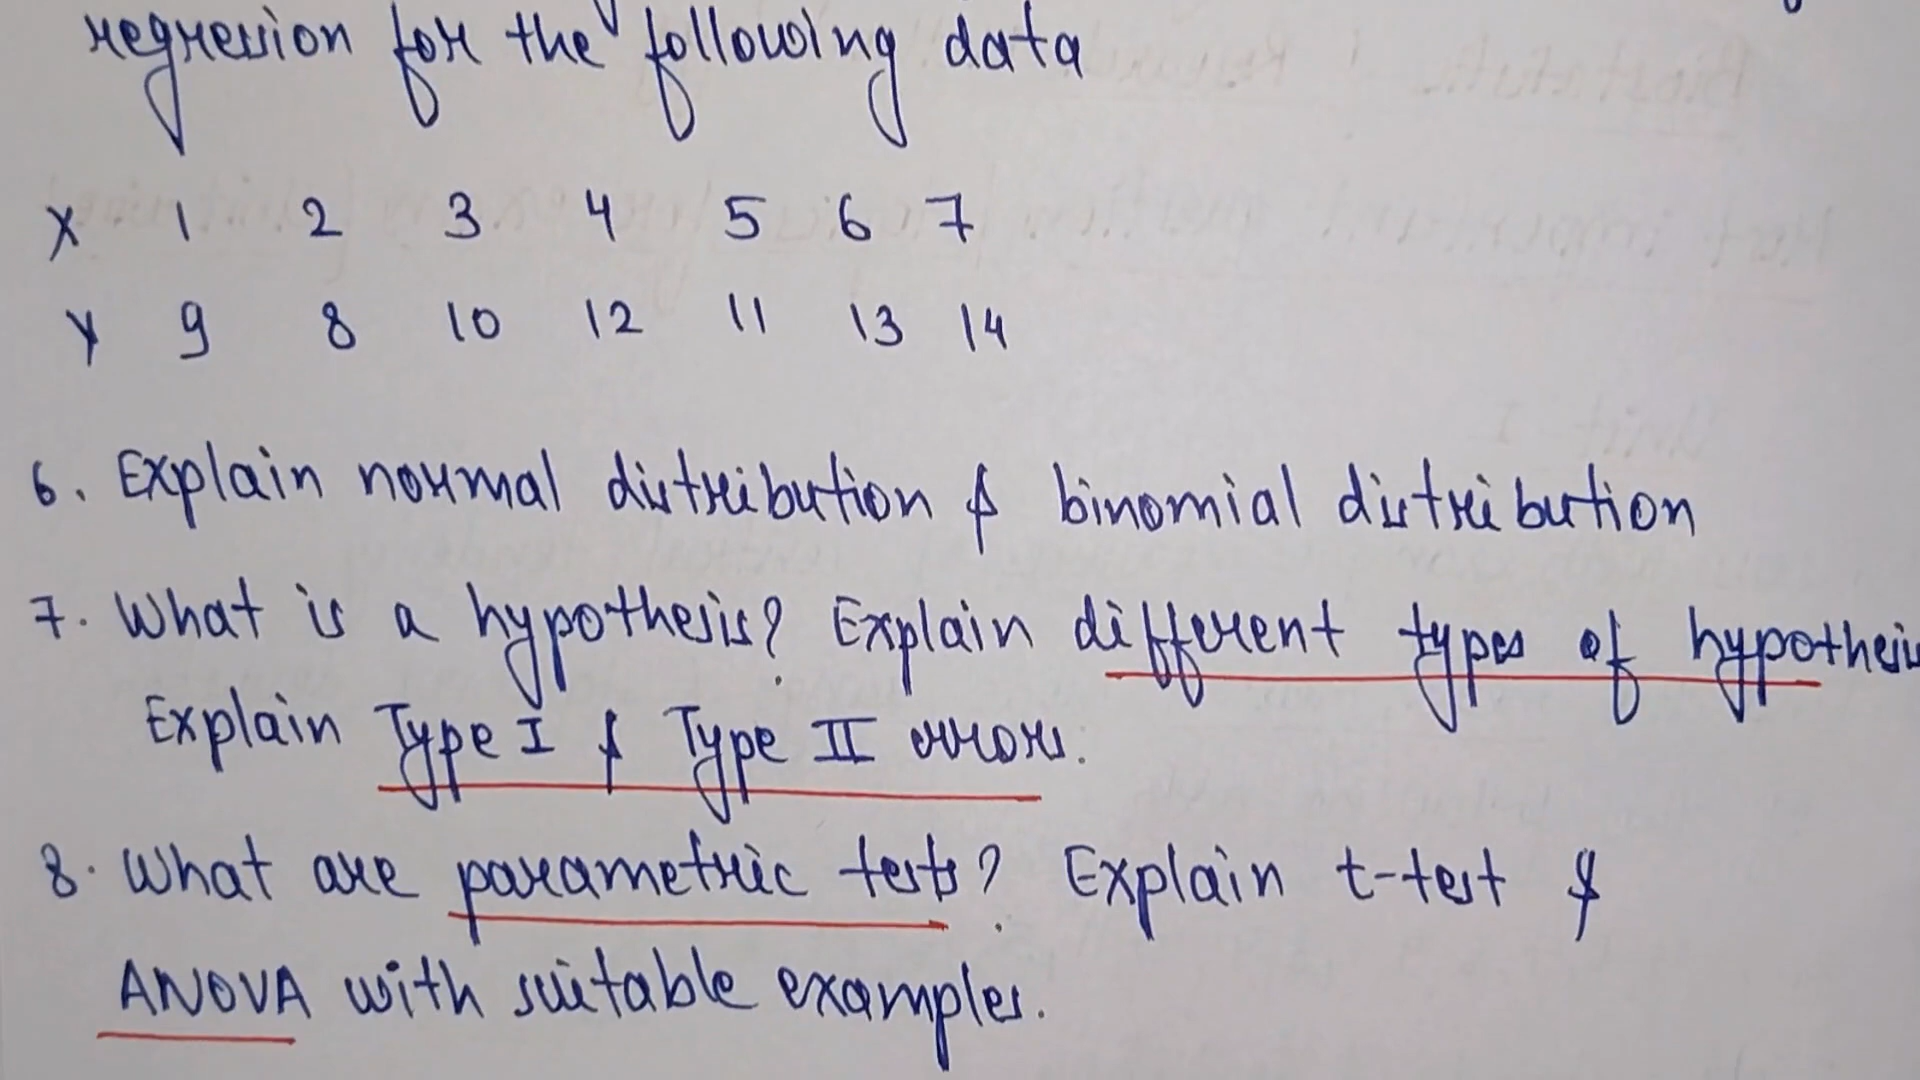 regression for the following data
X 1 2 3 4 5 6 7
Y 9 8 10 12 11 13 14
6. Explain normal distribution & binomial distribution
7. What is a hypothesis? Explain different types of hypothesis
Explain Type I & Type II errors.
8. What are parametric tests? Explain t-test &
ANOVA with suitable examples.